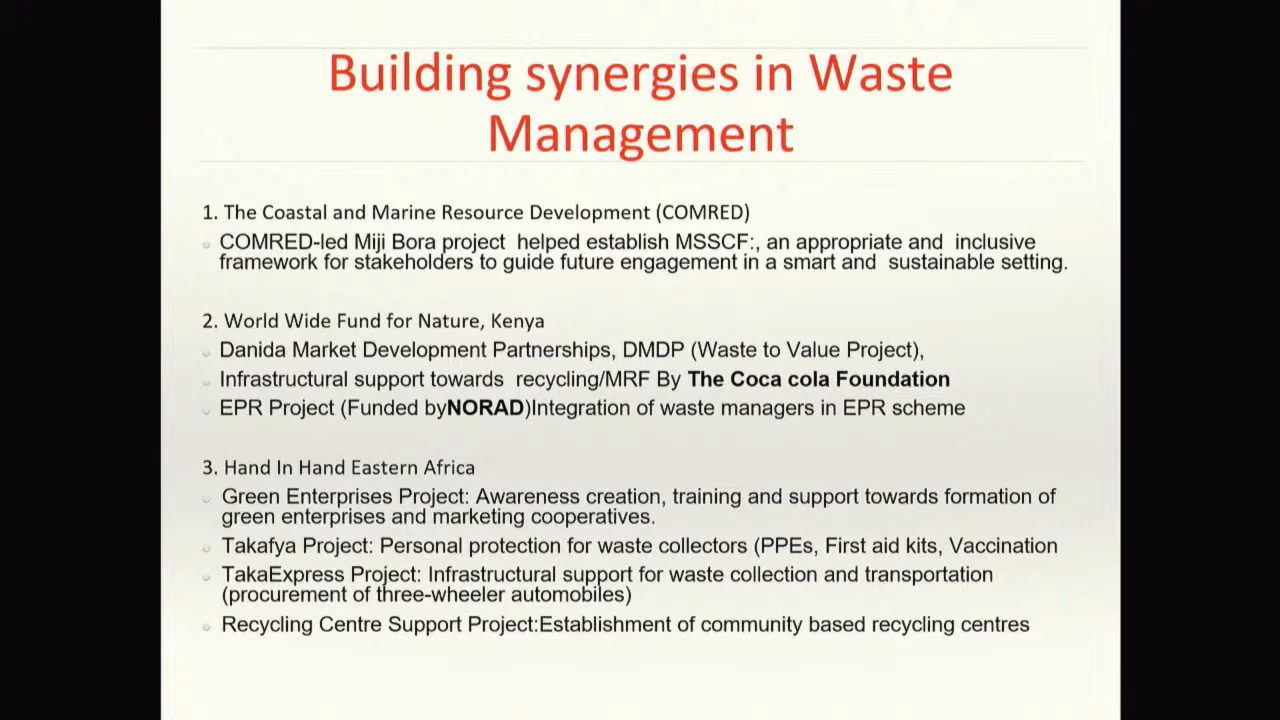 Building synergies in Waste
Management
1. The Coastal and Marine Resource Development (COMRED)
COMRED-led Miji Bora project helped establish MSSCF:, an appropriate and inclusive
framework for stakeholders to guide future engagement in a smart and sustainable setting.
2. World Wide Fund for Nature, Kenya
Danida Market Development Partnerships, DMDP (Waste to Value Project),
Infrastructural support towards recycling/MRF By The Coca cola Foundation
EPR Project (Funded byNORAD)Integration of waste managers in EPR scheme
3. Hand In Hand Eastern Africa
Green Enterprises Project: Awareness creation, training and support towards formation of
green enterprises and marketing cooperatives.
Takafya Project: Personal protection for waste collectors (PPEs, First aid kits, Vaccination
TakaExpress Project: Infrastructural support for waste collection and transportation
(procurement of three-wheeler automobiles)
Recycling Centre Support Project:Establishment of community based recycling centres